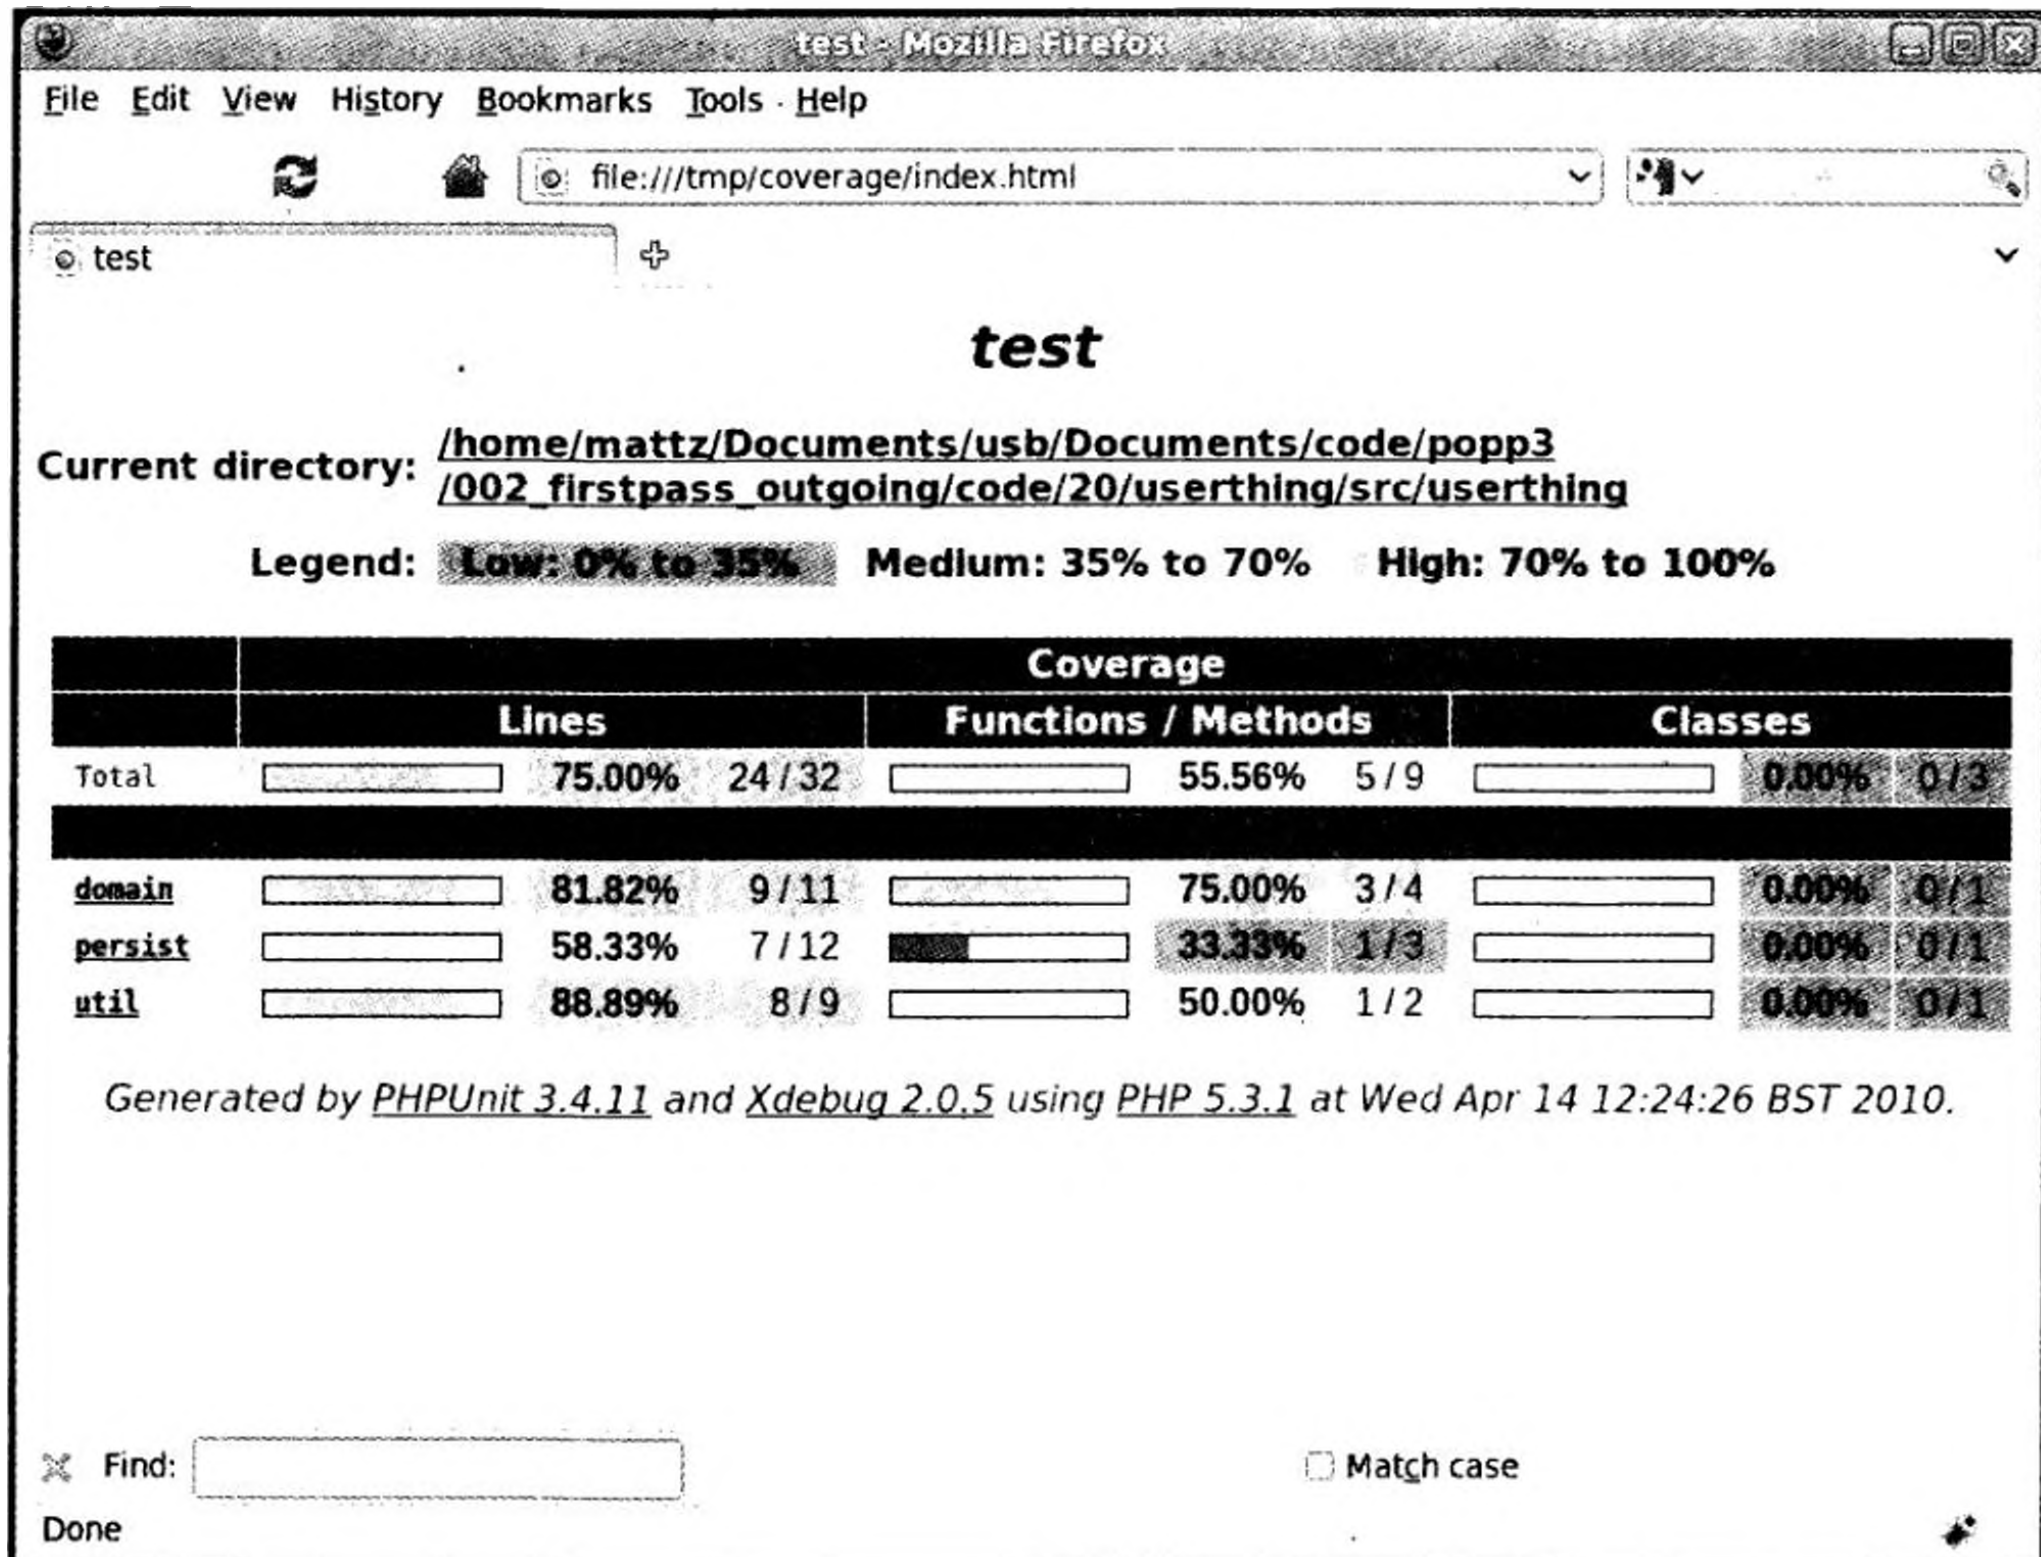 test - Mozilla Firefox
File Edit View History Bookmarks Tools Help
file:///tmp/coverage/index.html
test
test
Current directory: /home/mattz/Documents/usb/Documents/code/popp3
/002_firstpass_outgoing/code/20/userthing/src/userthing
Legend: Low: 0% to 35% Medium: 35% to 70% High: 70% to 100%
Coverage
Lines Functions / Methods Classes
Total 75.00% 24 / 32 55.56% 5 / 9 0.00% 0 / 3
domain 81.82% 9 / 11 75.00% 3 / 4 0.00% 0 / 1
persist 58.33% 7 / 12 33.33% 1 / 3 0.00% 0 / 1
util 88.89% 8 / 9 50.00% 1 / 2 0.00% 0 / 1
Generated by PHPUnit 3.4.11 and Xdebug 2.0.5 using PHP 5.3.1 at Wed Apr 14 12:24:26 BST 2010.
Find: Match case
Done